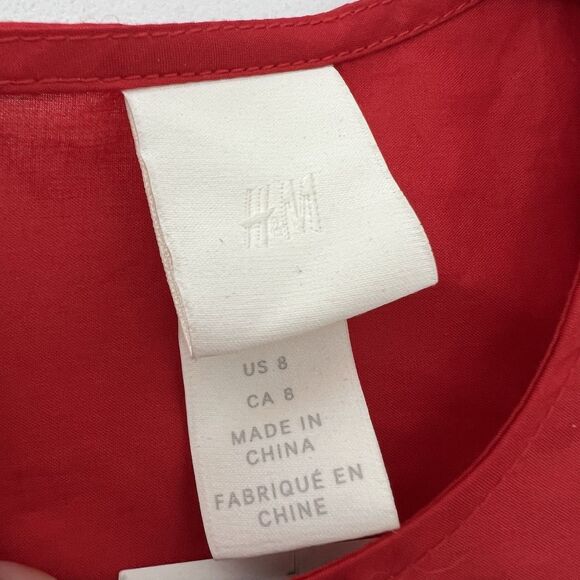 H&M
US 8
CA 8
MADE IN
CHINA
FABRIQUÉ EN
CHINE